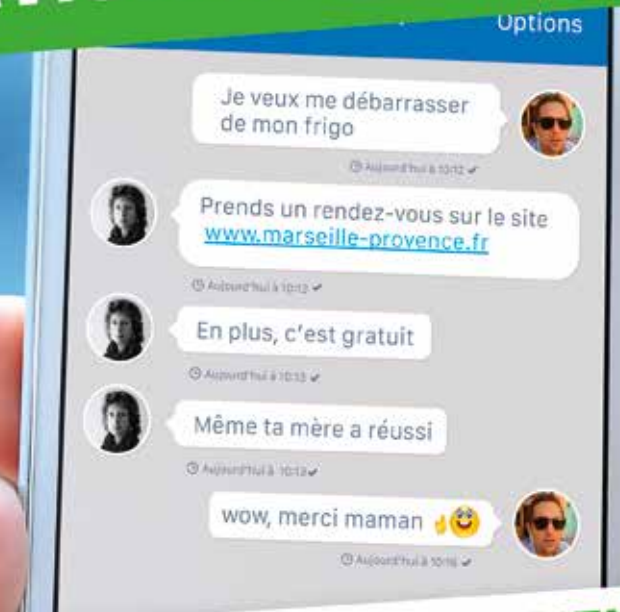 Options
Je veux me débarrasser
de mon frigo
Aujourd'hui à 10:12
Prends un rendez-vous sur le site
www.marseille-provence.fr
Aujourd'hui à 10:12
En plus, c'est gratuit
Aujourd'hui à 10:13
Même ta mère a réussi
Aujourd'hui à 10:13
wow, merci maman
Aujourd'hui à